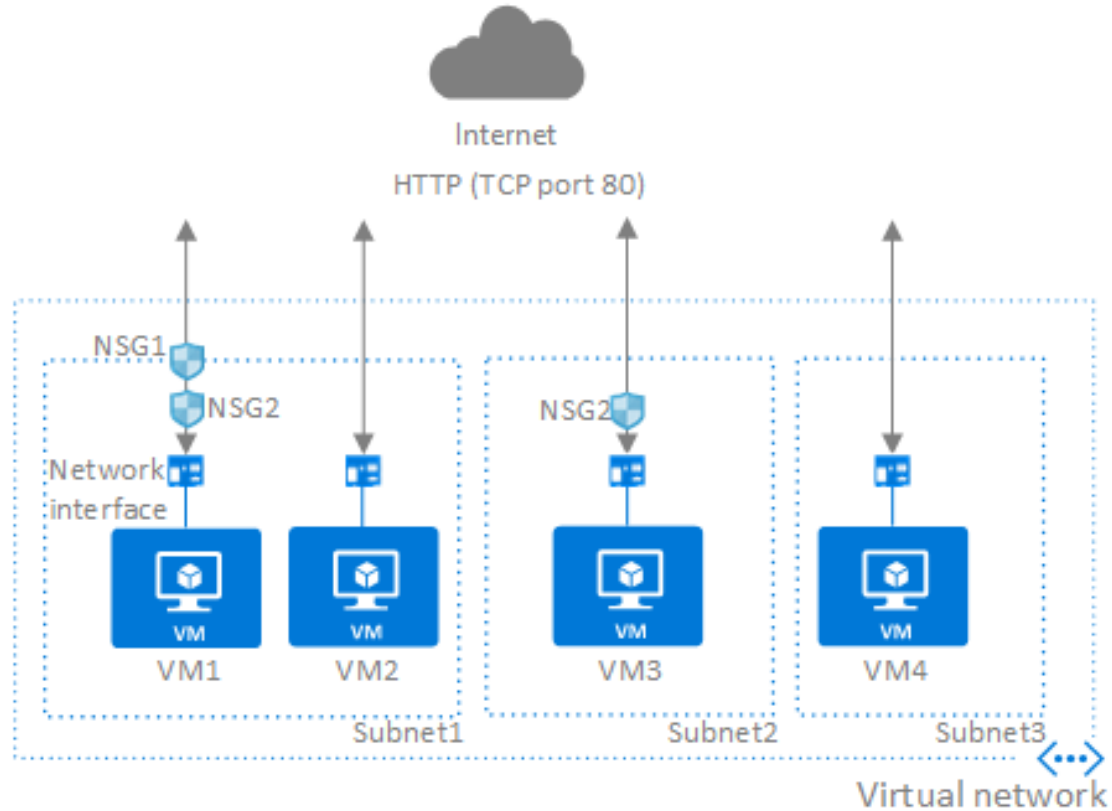 Internet
HTTP (TCP port 80)
NSG1
NSG2
NSG2
Network
interface
VM
VM
VM
VM
VM1
VM2
VM3
VM4
Subnet1
Subnet2
Subnet3
Virtual network